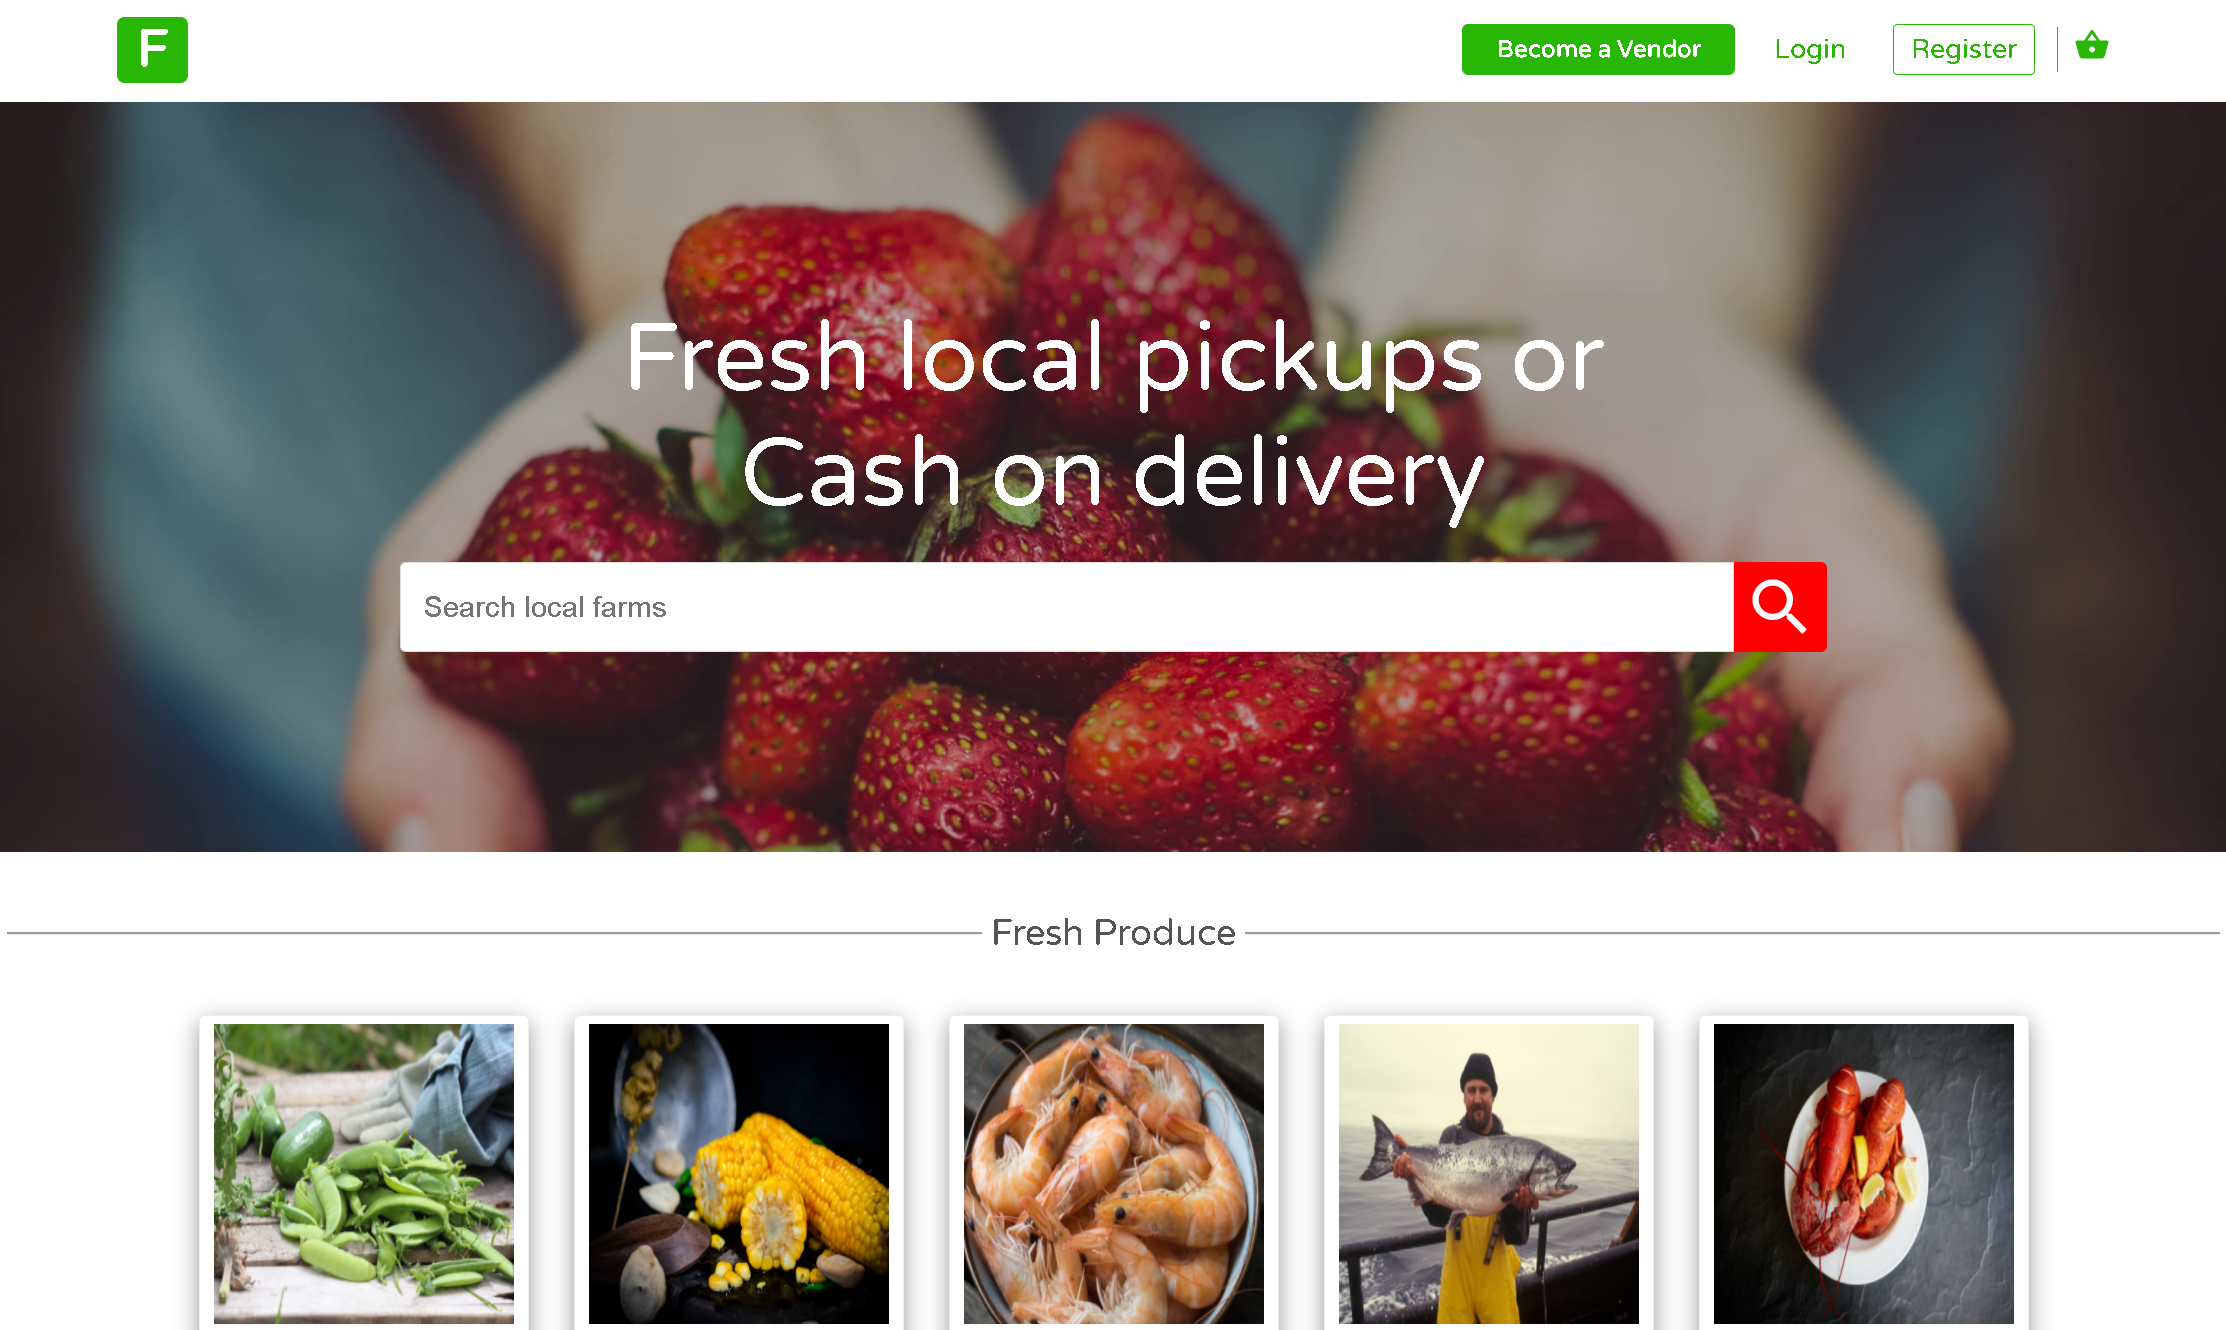 F
Become a Vendor
Login
Register
Fresh local pickups or
Cash on delivery
Search local farms
Fresh Produce